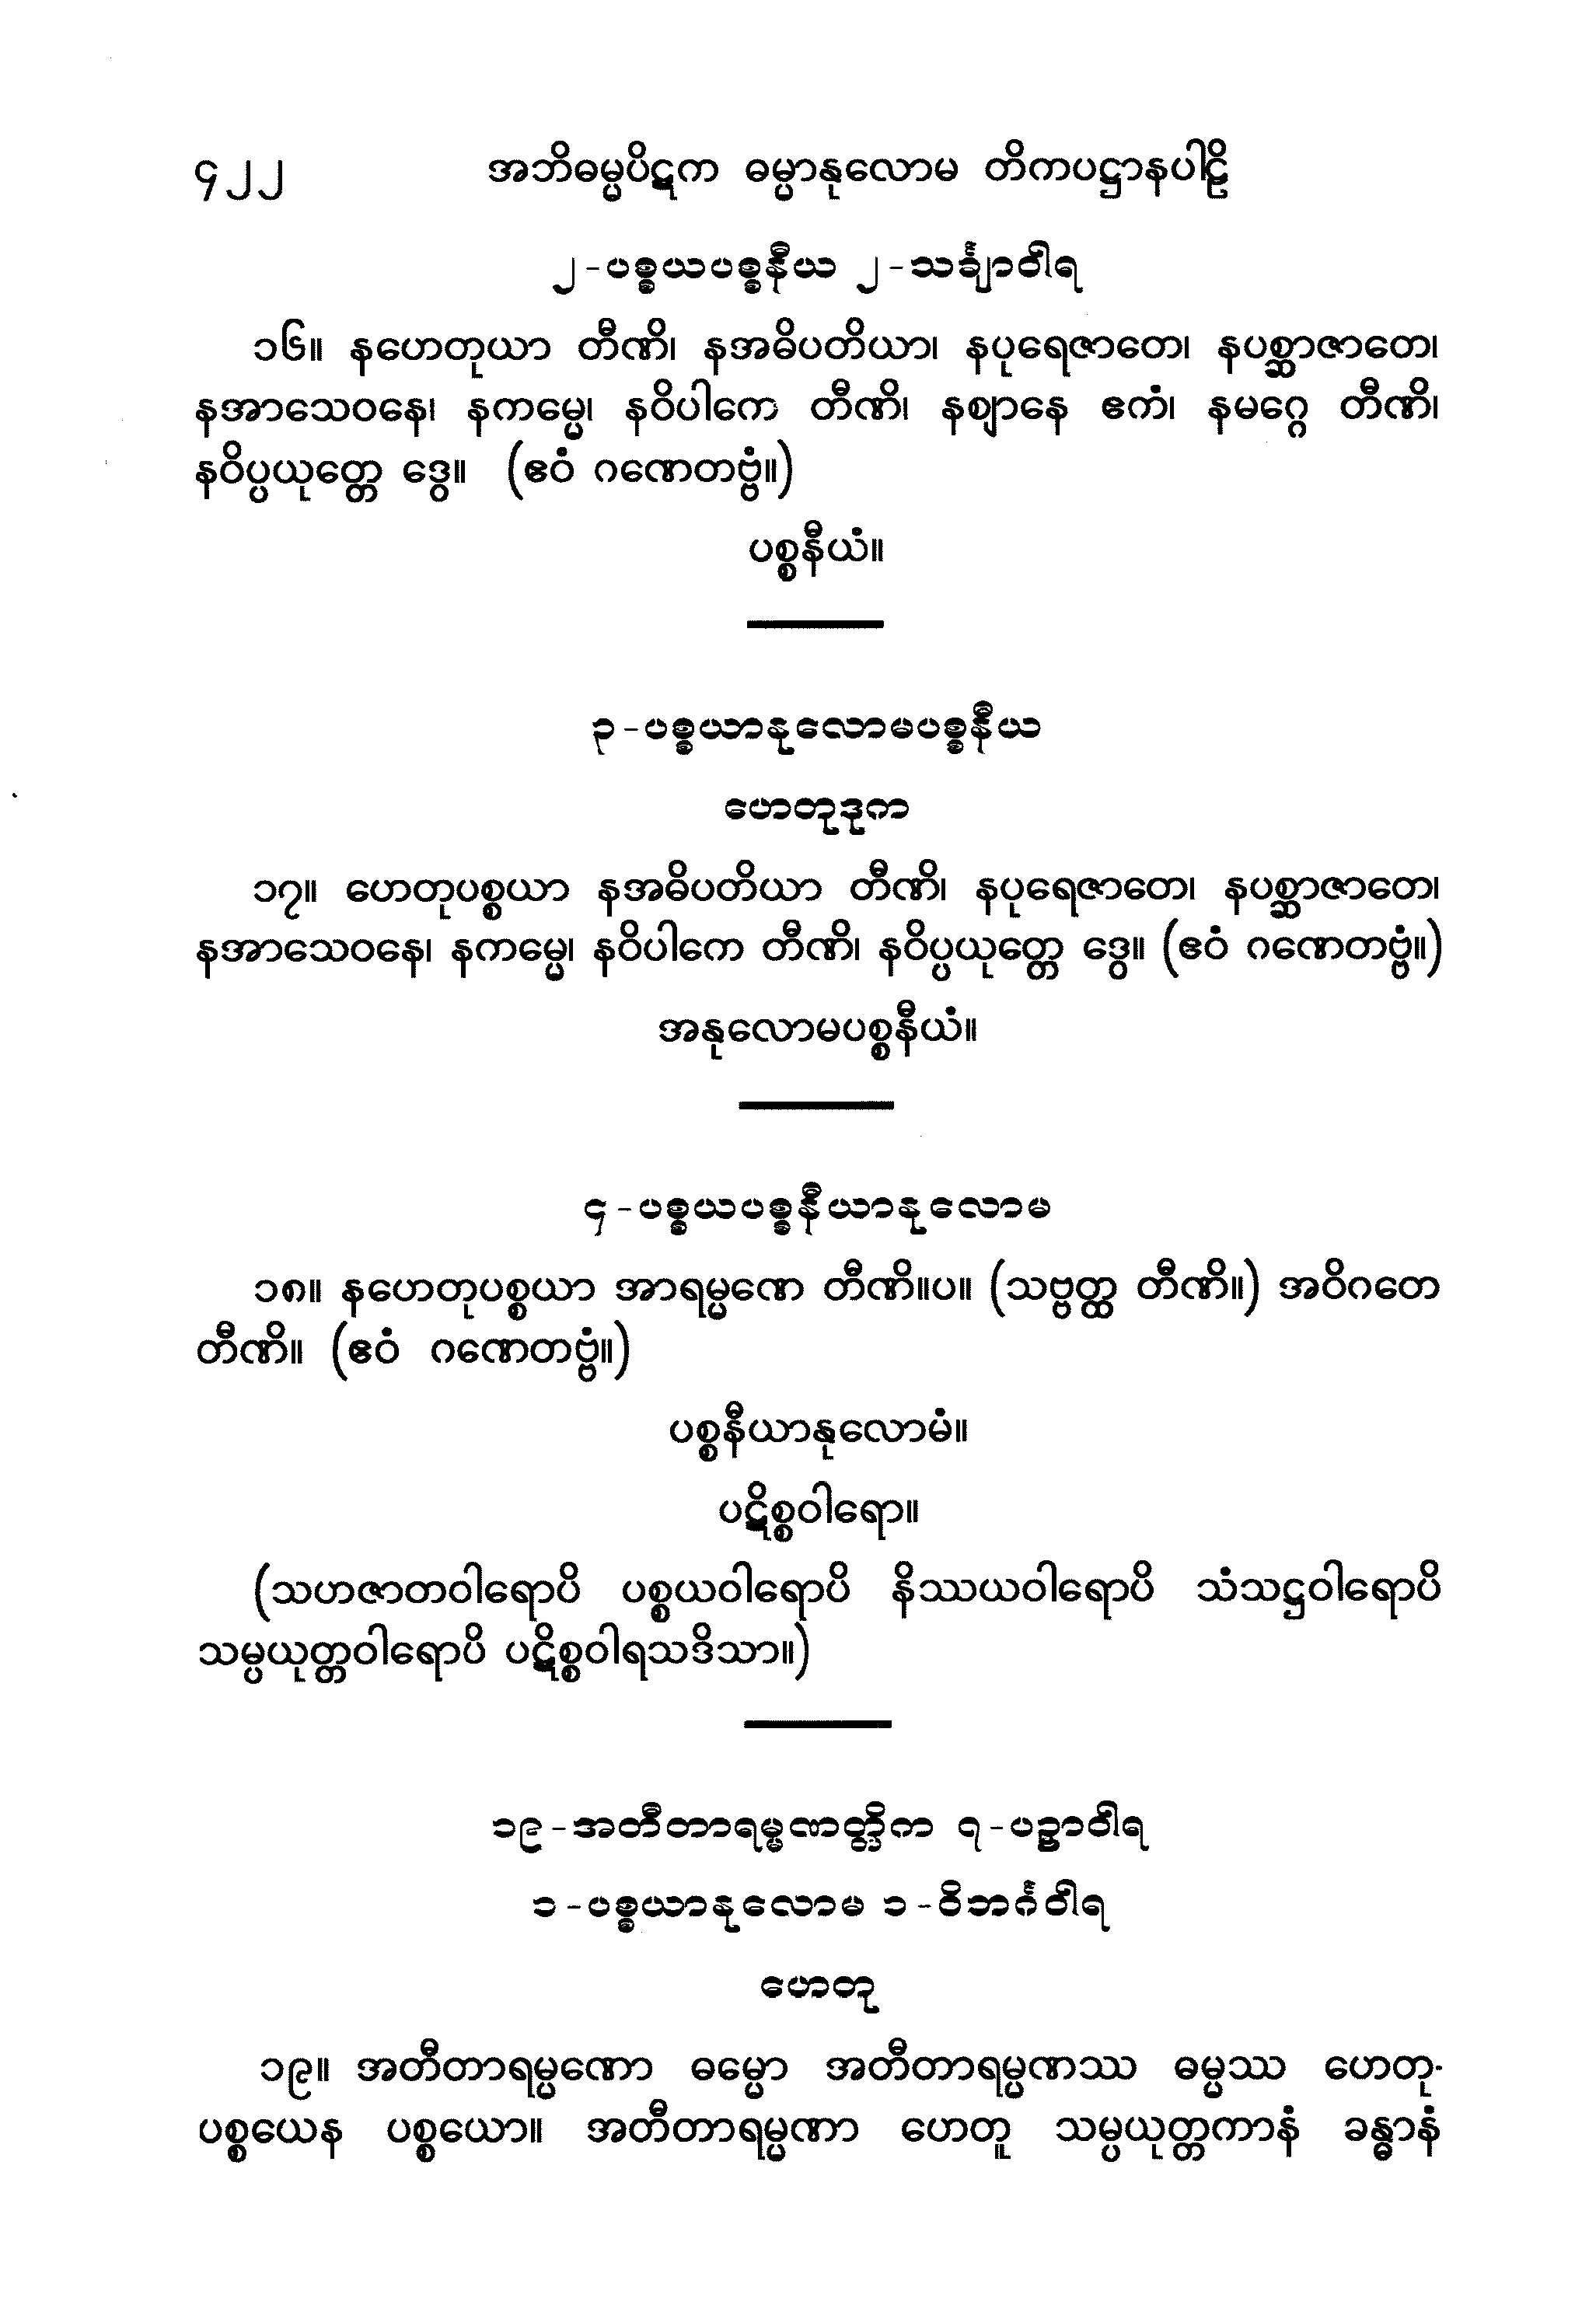 ၄၂၂ အဘိဓမ္မပိဋက ဓမ္မာနုလောမ တိကပဋ္ဌာနပါဠိ
၂-ပစ္စယပစ္စနီယ ၂-သင်္ချာဝါရ
၁၆။ နဟေတုယာ တီဏိ၊ နအဓိပတိယာ၊ နပုရေဇာတေ၊ နပစ္ဆာဇာတေ၊
နအာသေဝနေ၊ နကမ္မေ၊ နဝိပါကေ တီဏိ၊ နဈာနေ ဧကံ၊ နမဂ္ဂေ တီဏိ၊
နဝိပ္ပယုတ္တေ ဒွေ။ (ဧဝံ ဂဏေတဗ္ဗံ။)
ပစ္စနီယံ။
၃-ပစ္စယာနုလောမပစ္စနီယ
ဟေတုဒုက
၁၇။ ဟေတုပစ္စယာ နအဓိပတိယာ တီဏိ၊ နပုရေဇာတေ၊ နပစ္ဆာဇာတေ၊
နအာသေဝနေ၊ နကမ္မေ၊ နဝိပါကေ တီဏိ၊ နဝိပ္ပယုတ္တေ ဒွေ။ (ဧဝံ ဂဏေတဗ္ဗံ။)
အနုလောမပစ္စနီယံ။
၄-ပစ္စယပစ္စနီယာနုလောမ
၁၈။ နဟေတုပစ္စယာ အာရမ္မဏေ တီဏိ။ပ။ (သဗ္ဗတ္ထ တီဏိ။) အဝိဂတေ
တီဏိ။ (ဧဝံ ဂဏေတဗ္ဗံ။)
ပစ္စနီယာနုလောမံ။
ပဋိစ္စဝါရော။
(သဟဇာတဝါရောပိ ပစ္စယဝါရောပိ နိဿယဝါရောပိ သံသဋ္ဌဝါရောပိ
သမ္ပယုတ္တဝါရောပိ ပဋိစ္စဝါရသဒိသာ။)
၁၉-အတီတာရမ္မဏတ္တိက ၇-ပဉှာဝါရ
၁-ပစ္စယာနုလောမ ၁-ဝိဘင်္ဂဝါရ
ဟေတု
၁၉။ အတီတာရမ္မဏော ဓမ္မော အတီတာရမ္မဏဿ ဓမ္မဿ ဟေတု-
ပစ္စယေန ပစ္စယော။ အတီတာရမ္မဏာ ဟေတူ သမ္ပယုတ္တကာနံ ခန္ဓာနံ